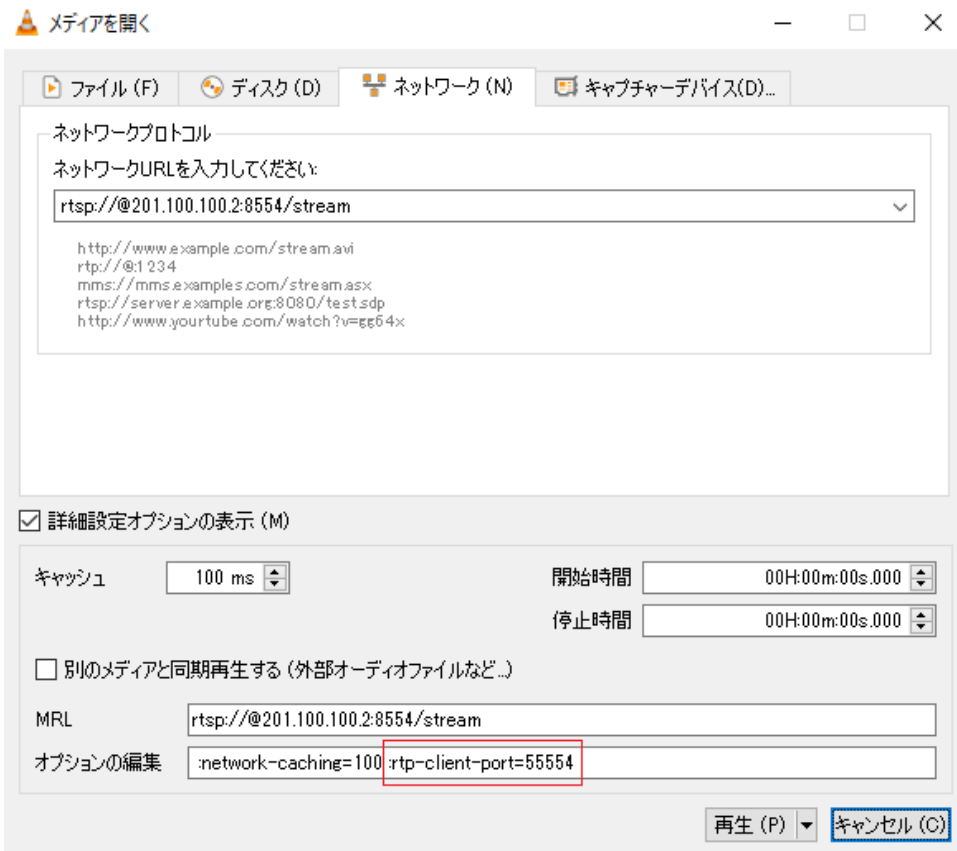 メディアを開く
ファイル (F) ディスク (D) ネットワーク (N) キャプチャーデバイス(D)...
ネットワークプロトコル
ネットワークURLを入力してください:
rtsp://@201.100.100.2:8554/stream
http://www.example.com/stream.avi
rtp://@:1234
mms://mms.examples.com/stream.asx
rtsp://server.example.org:8080/test.sdp
http://www.yourtube.com/watch?v=gg64x
詳細設定オプションの表示 (M)
キャッシュ 100 ms 開始時間 00H:00m:00s.000
停止時間 00H:00m:00s.000
別のメディアと同期再生する (外部オーディオファイルなど...)
MRL rtsp://@201.100.100.2:8554/stream
オプションの編集 :network-caching=100 :rtp-client-port=55554
再生 (P) キャンセル (C)